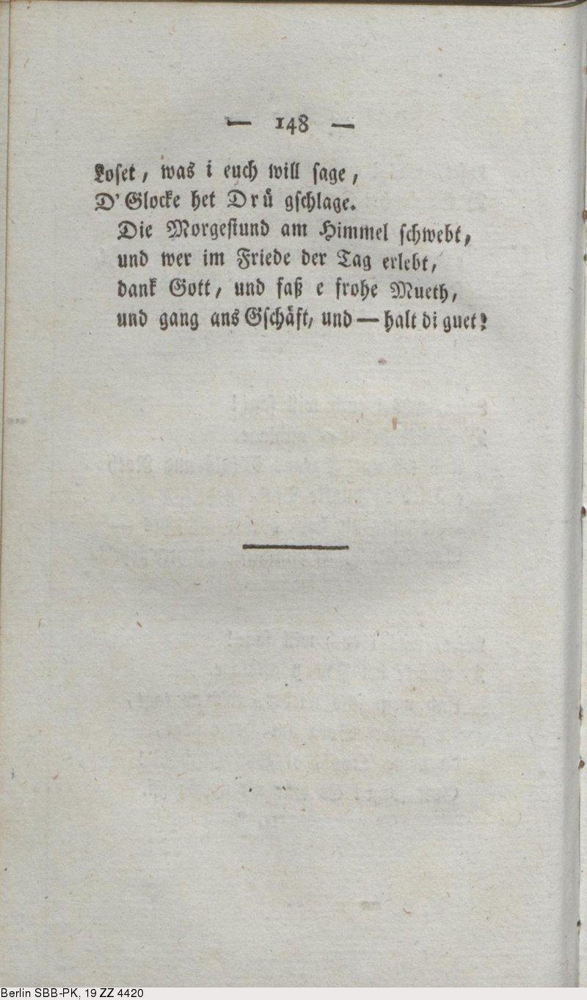 — 148 —
Loset, was i euch will sage,
D' Glocke het Drü gschlage.
Die Morgestund am Himmel schwebt,
und wer im Friede der Tag erlebt,
dank Gott, und faß e frohe Mueth,
und gang ans Gschäft, und — halt di guet!
Berlin SBB-PK, 19 ZZ 4420